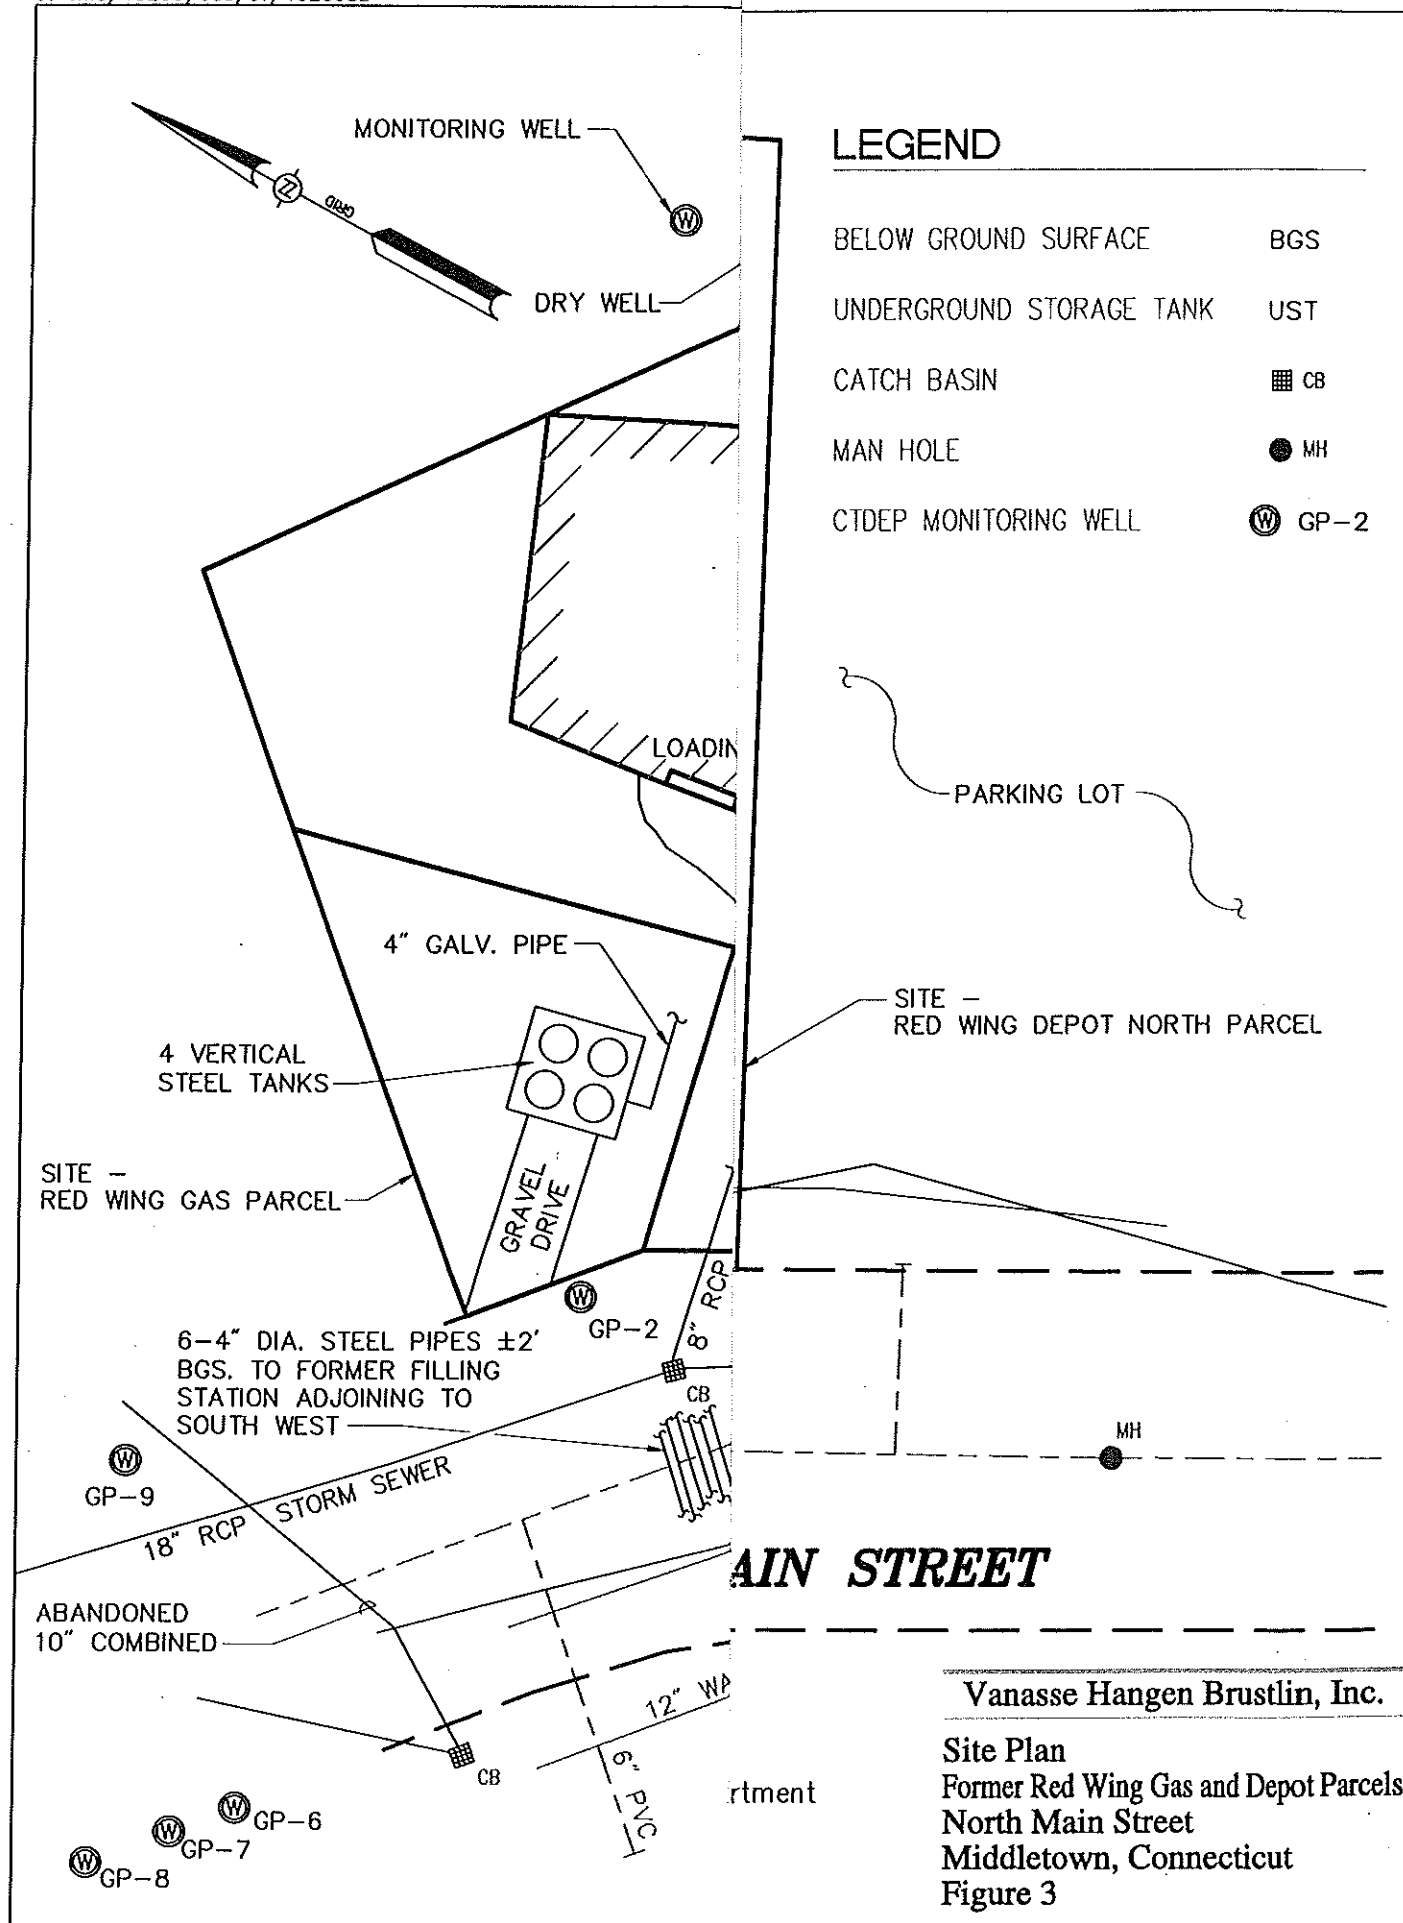 MONITORING WELL
W
GRID
DRY WELL
LEGEND
BELOW GROUND SURFACE BGS
UNDERGROUND STORAGE TANK UST
CATCH BASIN CB
MAN HOLE MH
CTDEP MONITORING WELL W GP-2
LOADIN
PARKING LOT
4" GALV. PIPE
SITE -
RED WING DEPOT NORTH PARCEL
4 VERTICAL
STEEL TANKS
SITE -
RED WING GAS PARCEL
GRAVEL
DRIVE
W
GP-2
8" RCP
6-4" DIA. STEEL PIPES ±2'
BGS. TO FORMER FILLING
STATION ADJOINING TO
SOUTH WEST
CB
MH
W
GP-9
18" RCP STORM SEWER
AIN STREET
ABANDONED
10" COMBINED
12" WA
6" PVC
CB
W GP-6
W GP-7
W GP-8
rtment
Vanasse Hangen Brustlin, Inc.
Site Plan
Former Red Wing Gas and Depot Parcels
North Main Street
Middletown, Connecticut
Figure 3